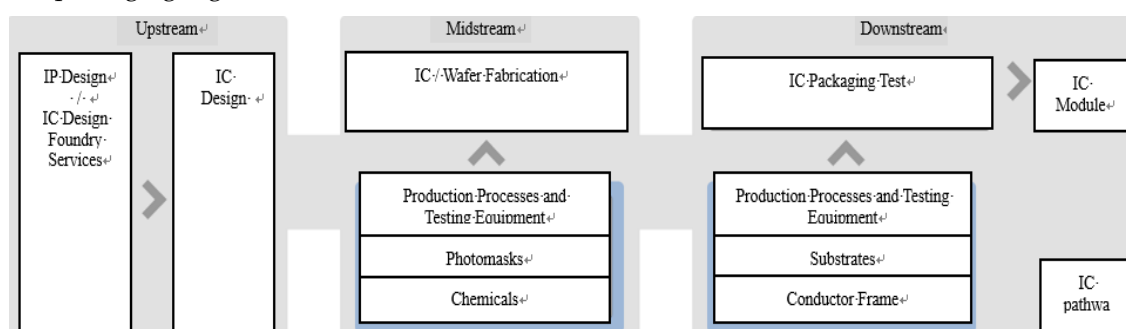 Upstream
Midstream
Downstream
IP Design
/
IC Design
Foundry
Services
IC
Design
IC / Wafer Fabrication
IC Packaging Test
IC
Module
Production Processes and
Testing Equipment
Photomasks
Chemicals
Production Processes and Testing
Equipment
Substrates
Conductor Frame
IC
pathwa